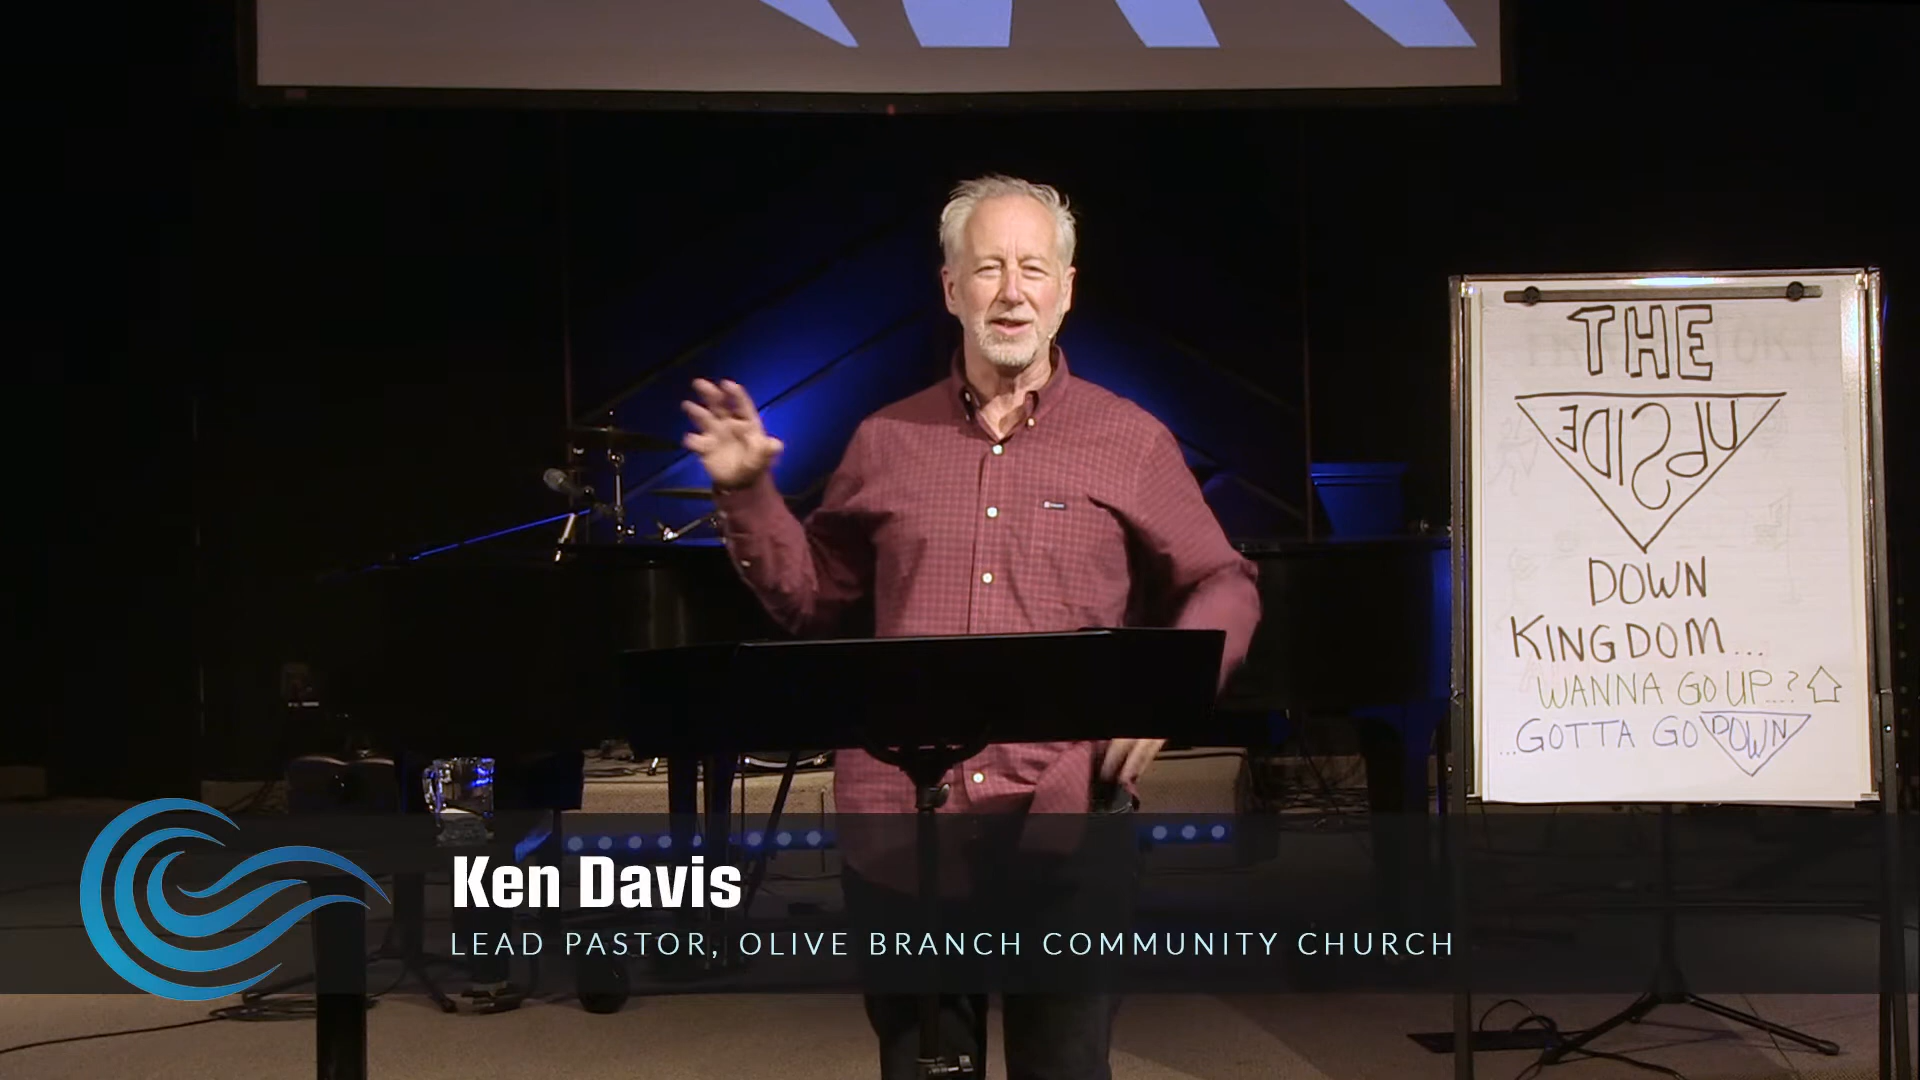 THE
UPSIDE
DOWN
KINGDOM...
WANNA GO UP....?
...GOTTA GO DOWN
Ken Davis
LEAD PASTOR, OLIVE BRANCH COMMUNITY CHURCH